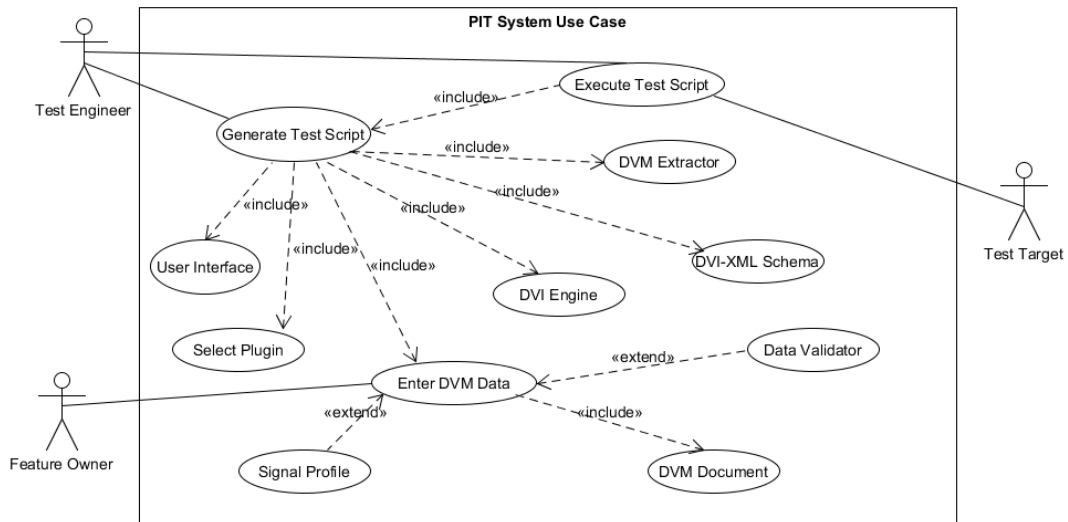 PIT System Use Case
Execute Test Script
Test Engineer
«include»
Generate Test Script
«include»
DVM Extractor
«include»
«include»
«include»
«include»
«include»
User Interface
DVI-XML Schema
Test Target
DVI Engine
Select Plugin
Data Validator
«extend»
Enter DVM Data
«extend»
«include»
Feature Owner
Signal Profile
DVM Document